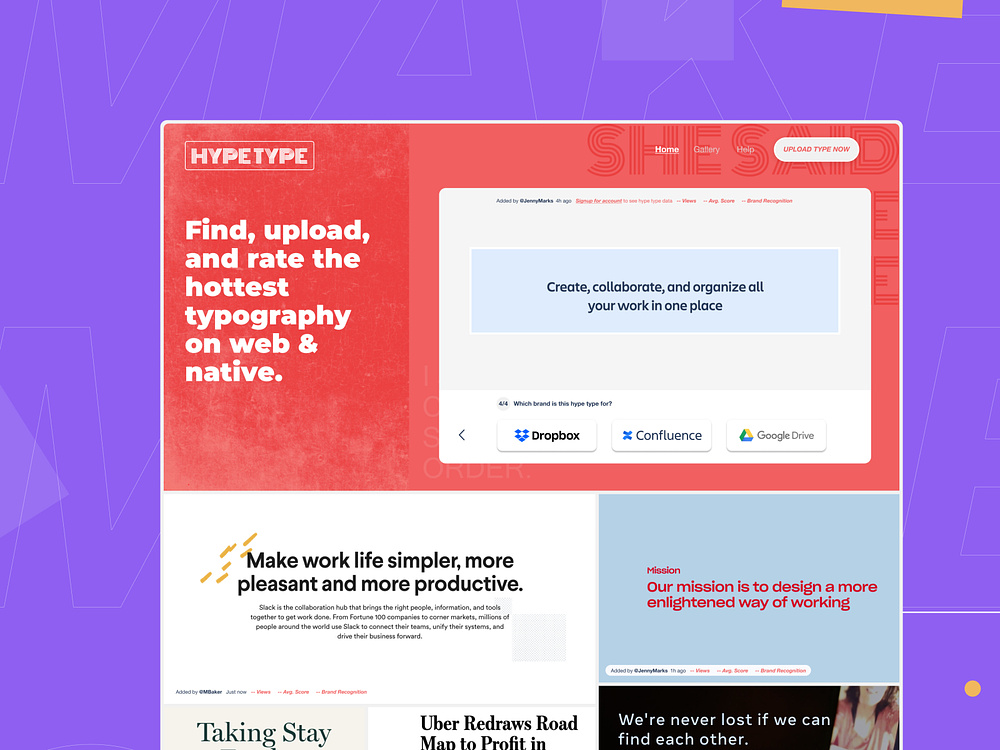 HYPETYPE
SHE SAID
Home Gallery Help UPLOAD TYPE NOW
Find, upload,
and rate the
hottest
typography
on web &
native.
Added by @JennyMarks 4h ago Signup for account to see hype type data -- Views -- Avg. Score -- Brand Recognition
Create, collaborate, and organize all
your work in one place
4/4 Which brand is this hype type for?
Dropbox Confluence Google Drive
ORDER.
Make work life simpler, more
pleasant and more productive.
Slack is the collaboration hub that brings the right people, information, and tools
together to get work done. From Fortune 100 companies to corner markets, millions of
people around the world use Slack to connect their teams, unify their systems, and
drive their business forward.
Added by @MBaker Just now -- Views -- Avg. Score -- Brand Recognition
Mission
Our mission is to design a more
enlightened way of working
Added by @JennyMarks 1h ago -- Views -- Avg. Score -- Brand Recognition
Taking Stay
Uber Redraws Road
Map to Profit in
We're never lost if we can
find each other.